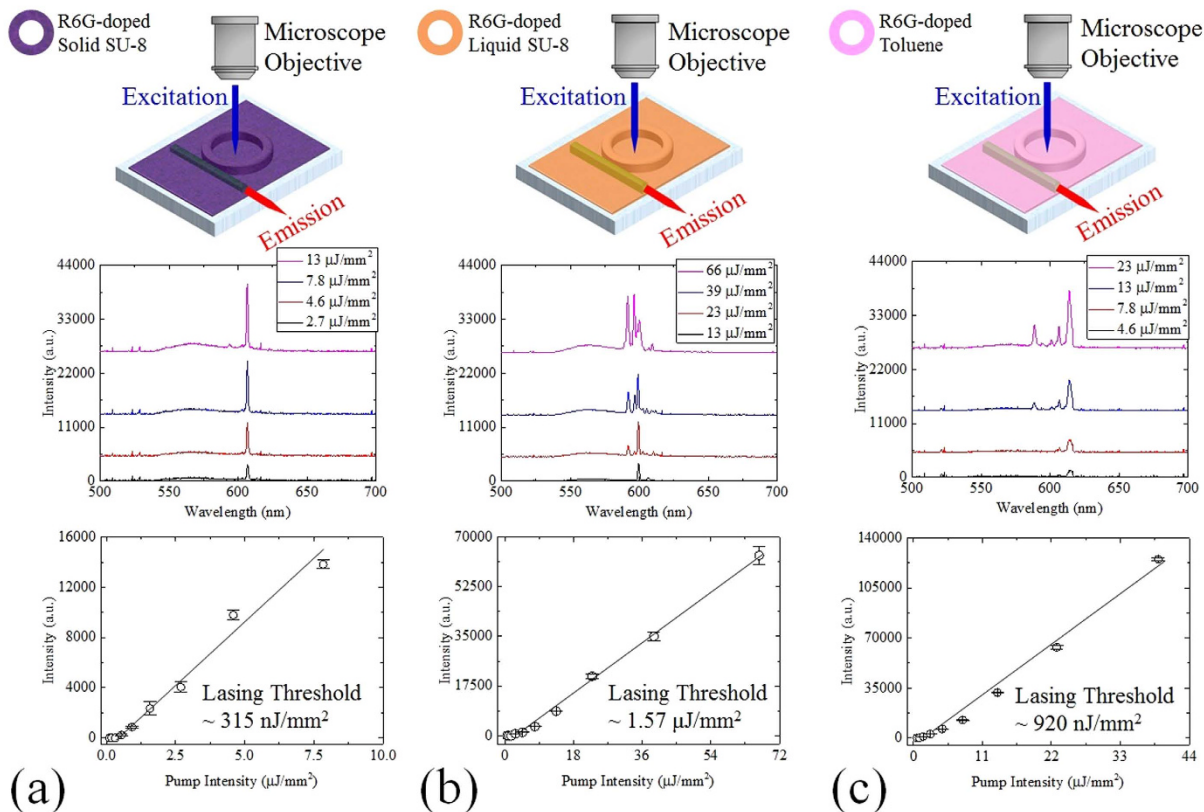 R6G-doped
Solid SU-8
Microscope
Objective
Excitation
Emission
13 μJ/mm²
7.8 μJ/mm²
4.6 μJ/mm²
2.7 μJ/mm²
44000
33000
22000
11000
0
Intensity (a.u.)
500 550 600 650 700
Wavelength (nm)
16000
12000
8000
4000
0
Intensity (a.u.)
Lasing Threshold
~ 315 nJ/mm²
0.0 2.5 5.0 7.5 10.0
Pump Intensity (μJ/mm²)
(a)
R6G-doped
Liquid SU-8
Microscope
Objective
Excitation
Emission
66 μJ/mm²
39 μJ/mm²
23 μJ/mm²
13 μJ/mm²
44000
33000
22000
11000
0
Intensity (a.u.)
500 550 600 650 700
Wavelength (nm)
70000
52500
35000
17500
0
Intensity (a.u.)
Lasing Threshold
~ 1.57 μJ/mm²
0 18 36 54 72
Pump Intensity (μJ/mm²)
(b)
R6G-doped
Toluene
Microscope
Objective
Excitation
Emission
23 μJ/mm²
13 μJ/mm²
7.8 μJ/mm²
4.6 μJ/mm²
44000
33000
22000
11000
0
Intensity (a.u.)
500 550 600 650 700
Wavelength (nm)
140000
105000
70000
35000
0
Intensity (a.u.)
Lasing Threshold
~ 920 nJ/mm²
0 11 22 33 44
Pump Intensity (μJ/mm²)
(c)